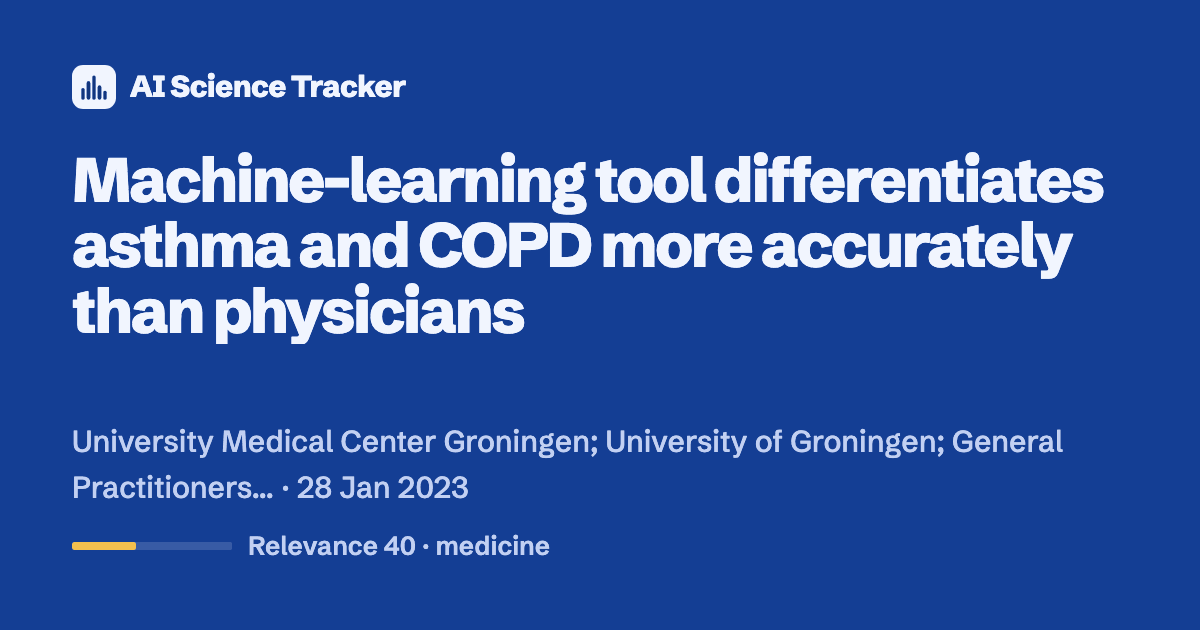 AI Science Tracker
Machine-learning tool differentiates
asthma and COPD more accurately
than physicians
University Medical Center Groningen; University of Groningen; General
Practitioners... · 28 Jan 2023
Relevance 40 · medicine